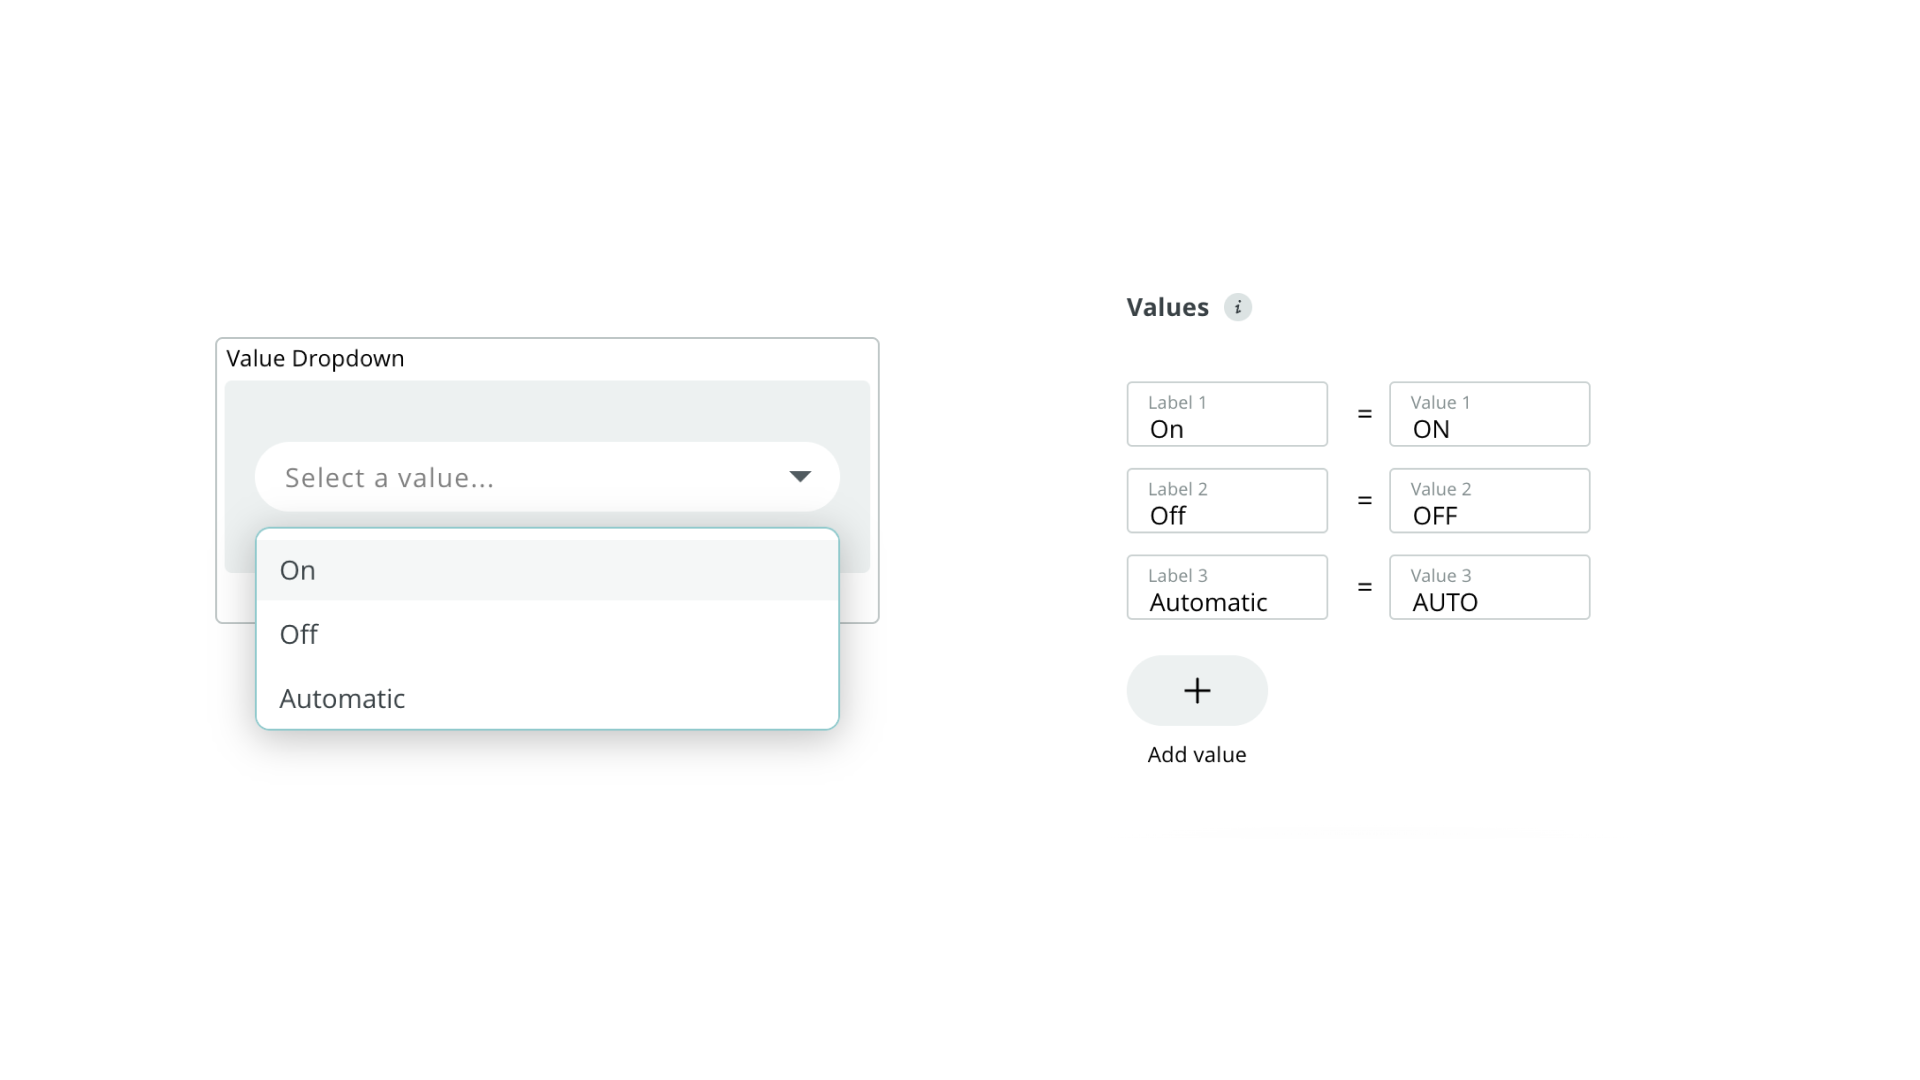 Value Dropdown
Select a value...
On
Off
Automatic
Values i
Label 1
On
=
Value 1
ON
Label 2
Off
=
Value 2
OFF
Label 3
Automatic
=
Value 3
AUTO
+
Add value